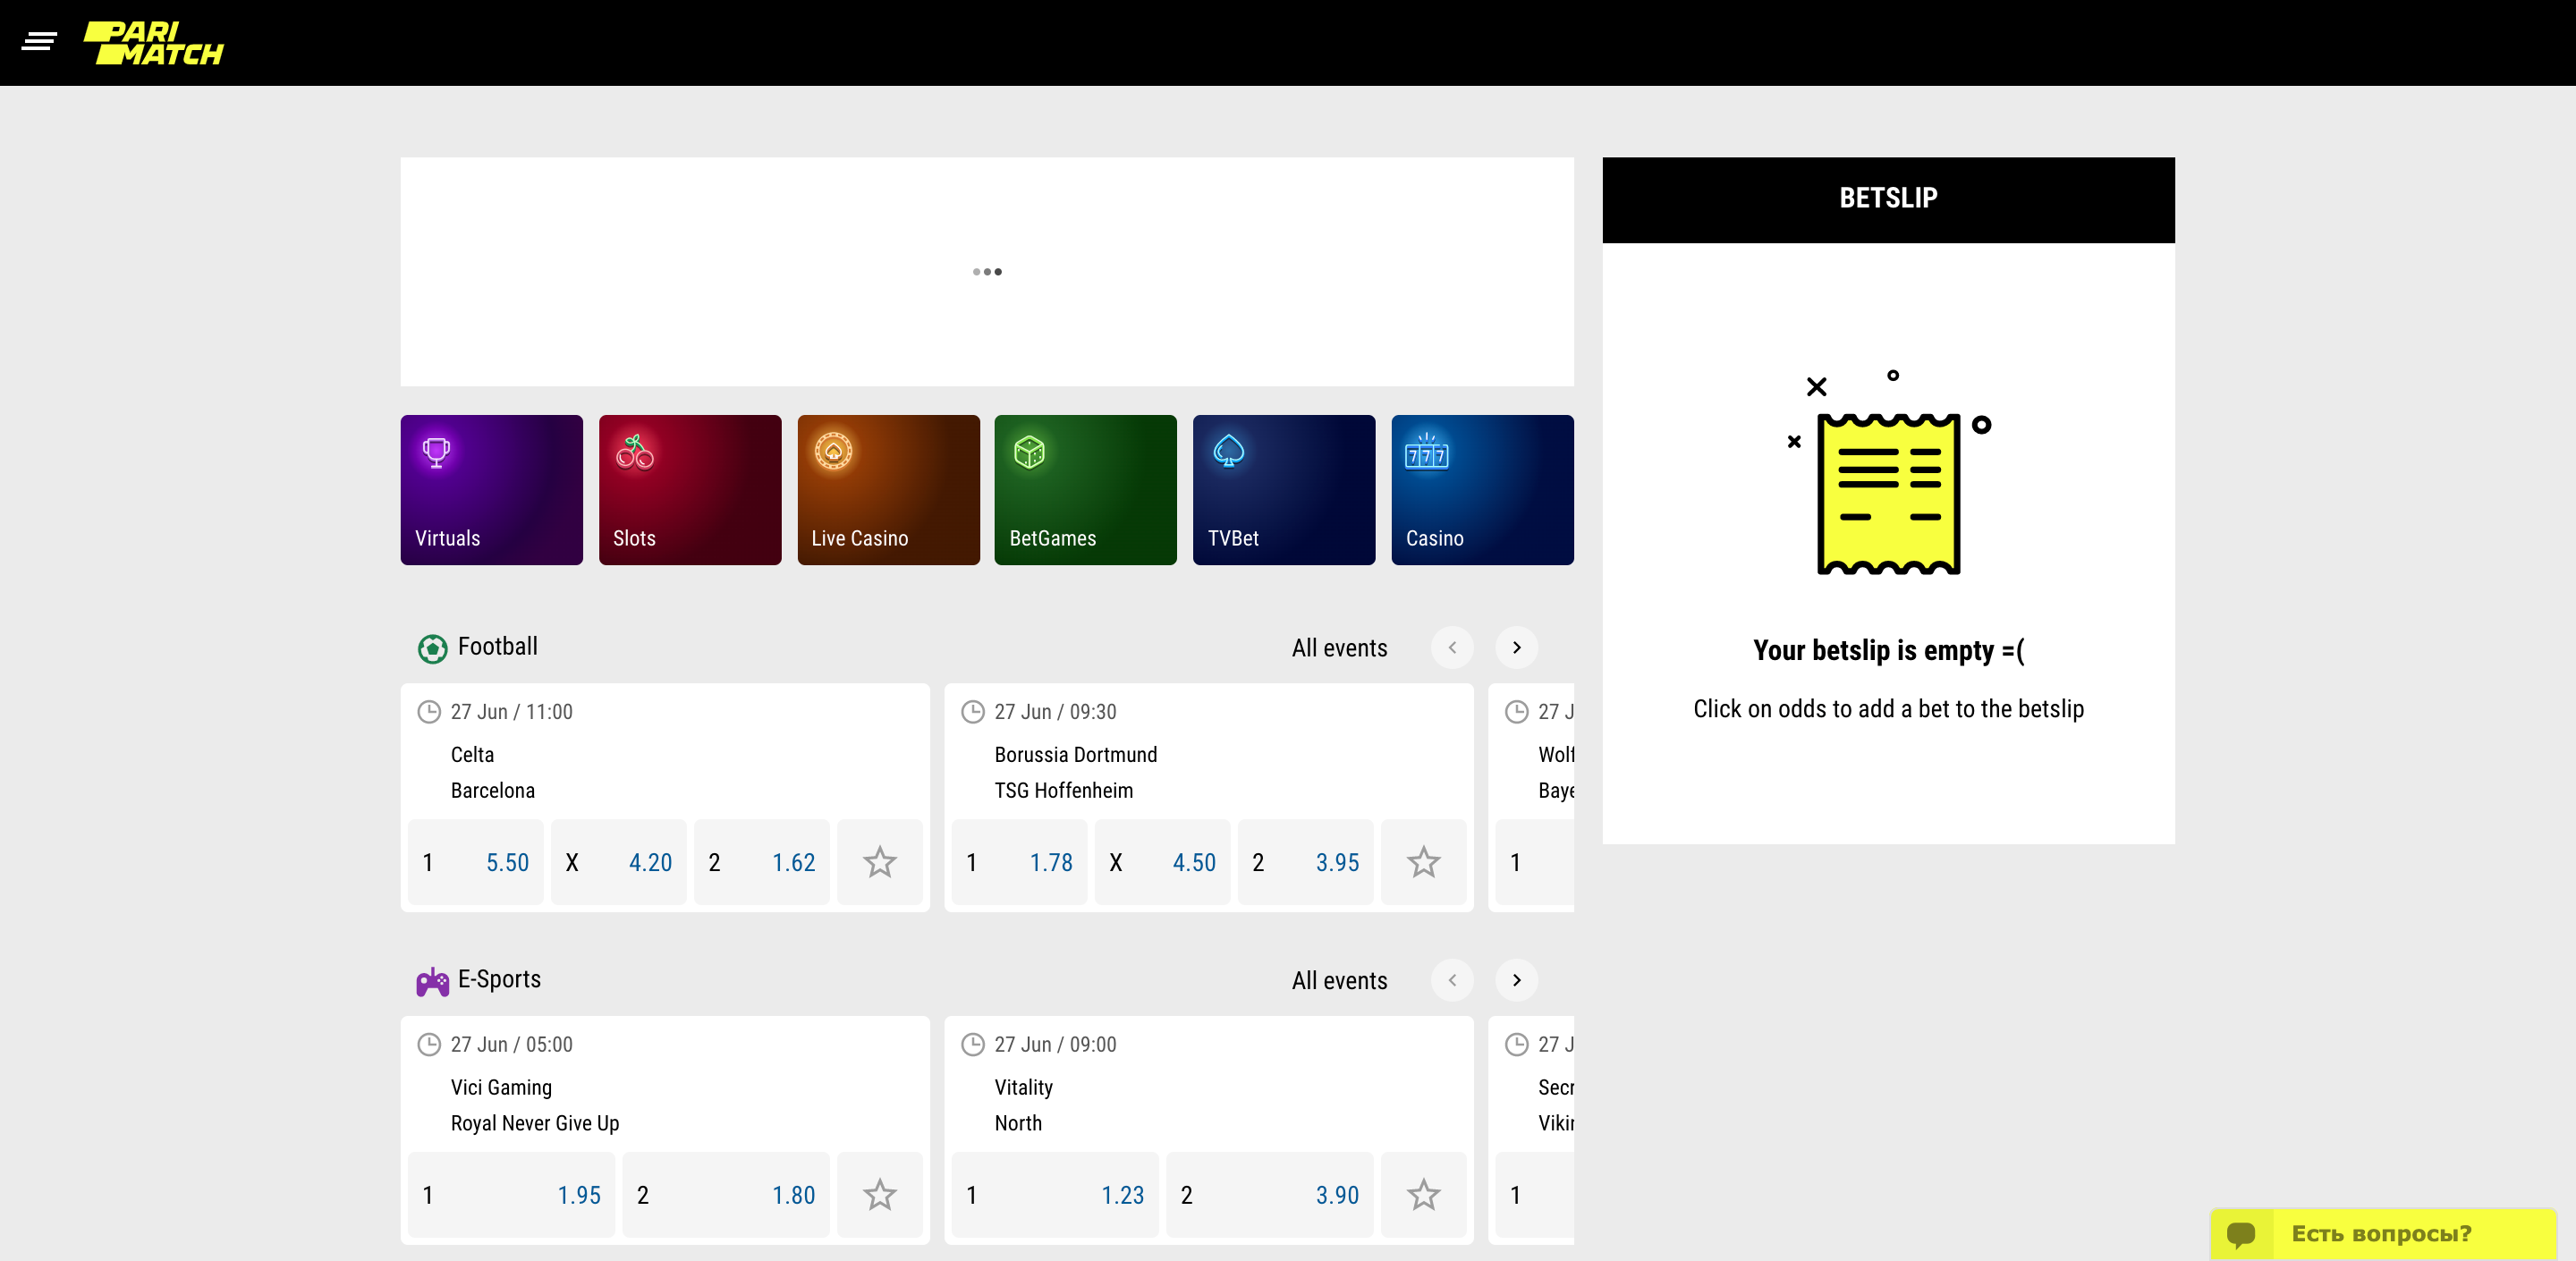 PARI
MATCH
BETSLIP
777
Virtuals
Slots
Live Casino
BetGames
TVBet
Casino
Football
All events
27 Jun / 11:00
Celta
Barcelona
1 5.50 X 4.20 2 1.62
27 Jun / 09:30
Borussia Dortmund
TSG Hoffenheim
1 1.78 X 4.50 2 3.95
27 J
Wolf
Baye
1
Your betslip is empty =(
Click on odds to add a bet to the betslip
E-Sports
All events
27 Jun / 05:00
Vici Gaming
Royal Never Give Up
1 1.95 2 1.80
27 Jun / 09:00
Vitality
North
1 1.23 2 3.90
27 J
Secr
Vikin
1
Есть вопросы?